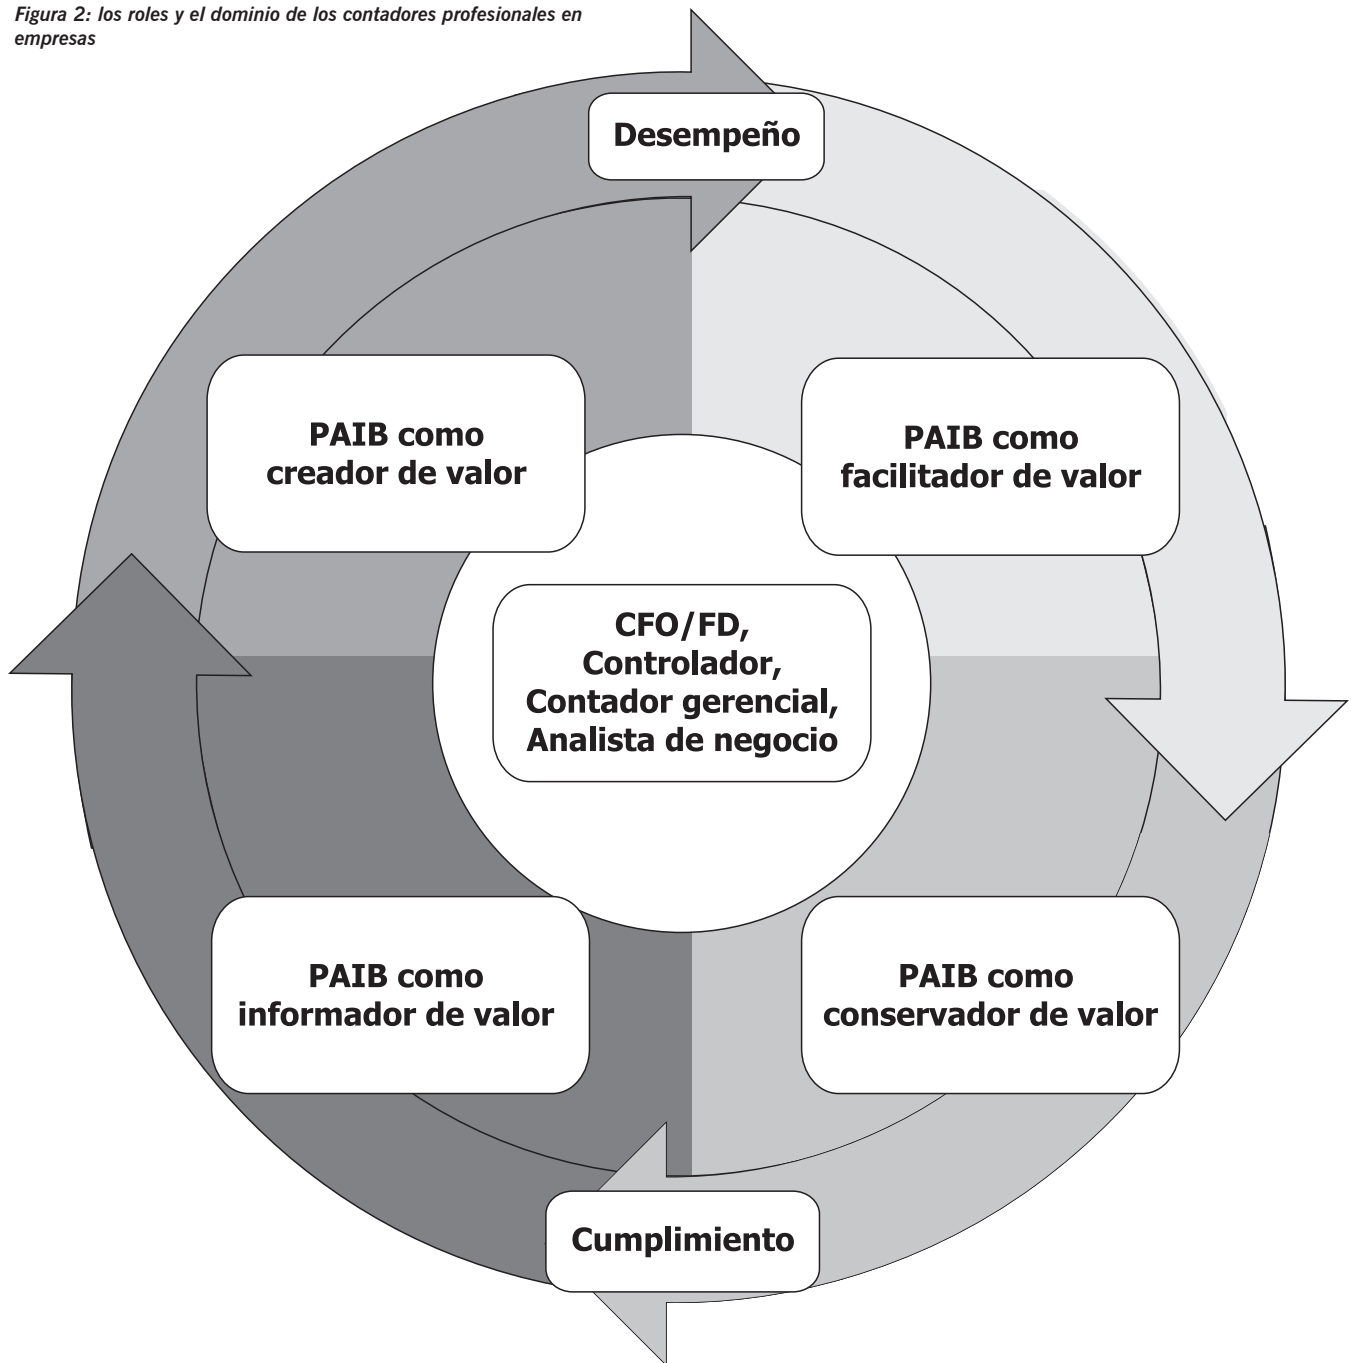 Figura 2: los roles y el dominio de los contadores profesionales en
empresas
Desempeño
PAIB como
creador de valor
PAIB como
facilitador de valor
CFO/FD,
Controlador,
Contador gerencial,
Analista de negocio
PAIB como
informador de valor
PAIB como
conservador de valor
Cumplimiento